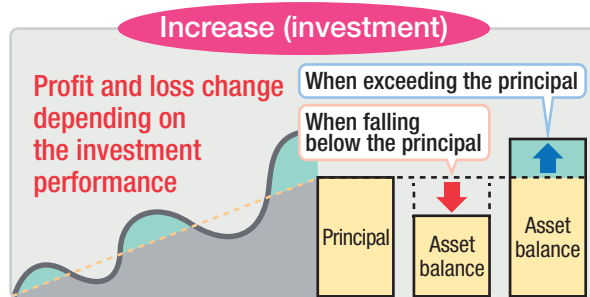 Increase (investment)
Profit and loss change
depending on
the investment
performance
When exceeding the principal
When falling
below the principal
Principal
Asset
balance
Asset
balance